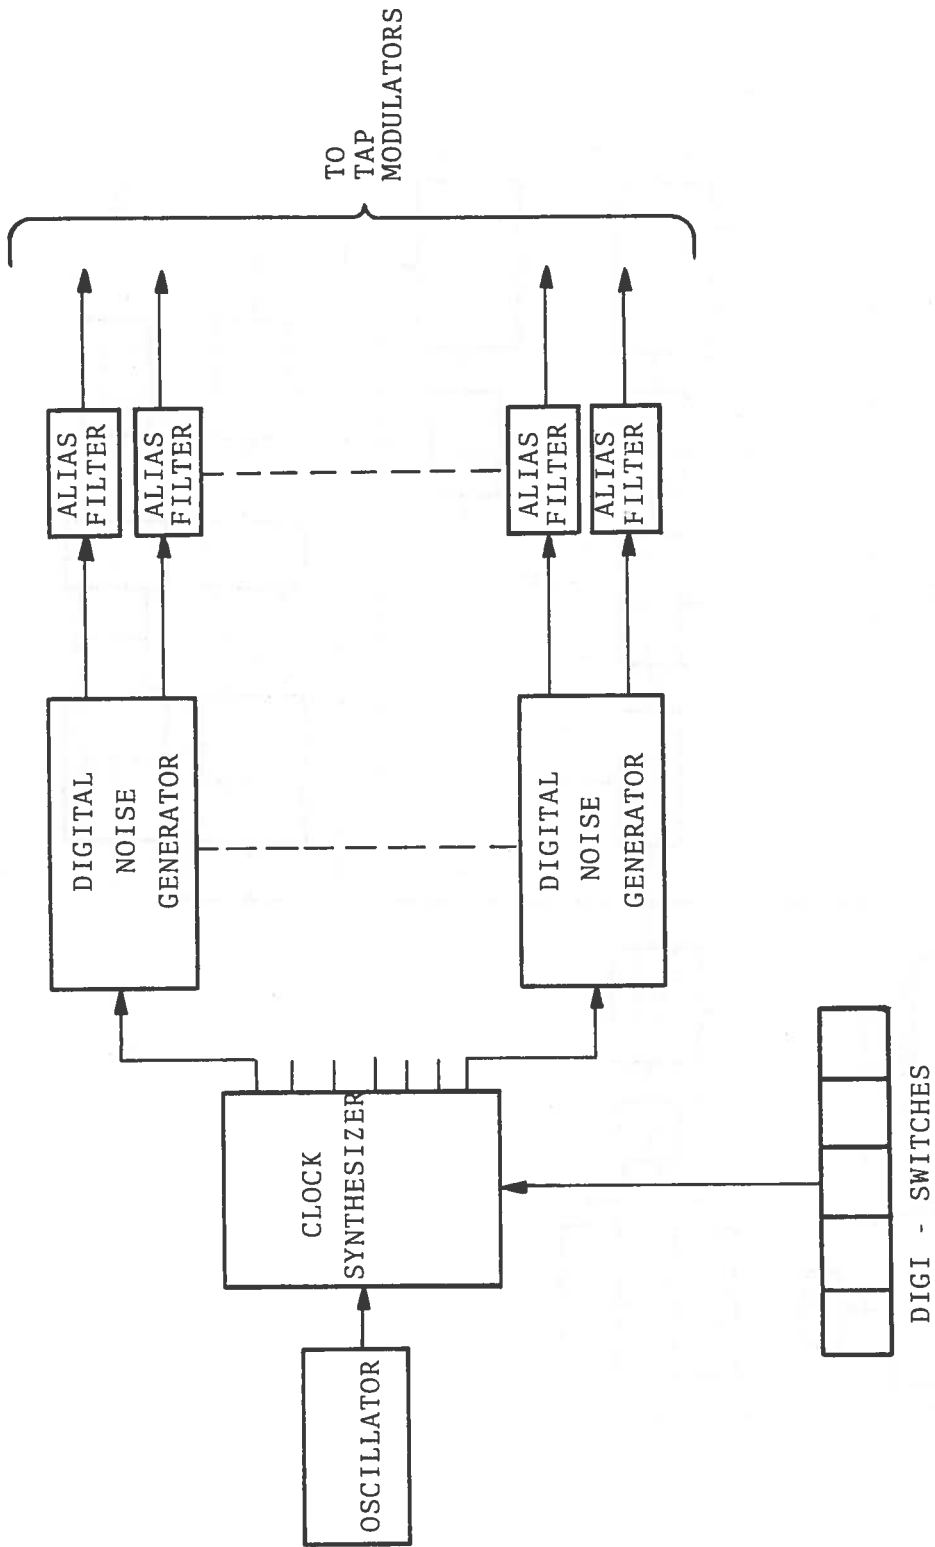 OSCILLATOR
CLOCK
SYNTHESIZER
DIGI - SWITCHES
DIGITAL
NOISE
GENERATOR
DIGITAL
NOISE
GENERATOR
ALIAS
FILTER
ALIAS
FILTER
ALIAS
FILTER
ALIAS
FILTER
TO
TAP
MODULATORS